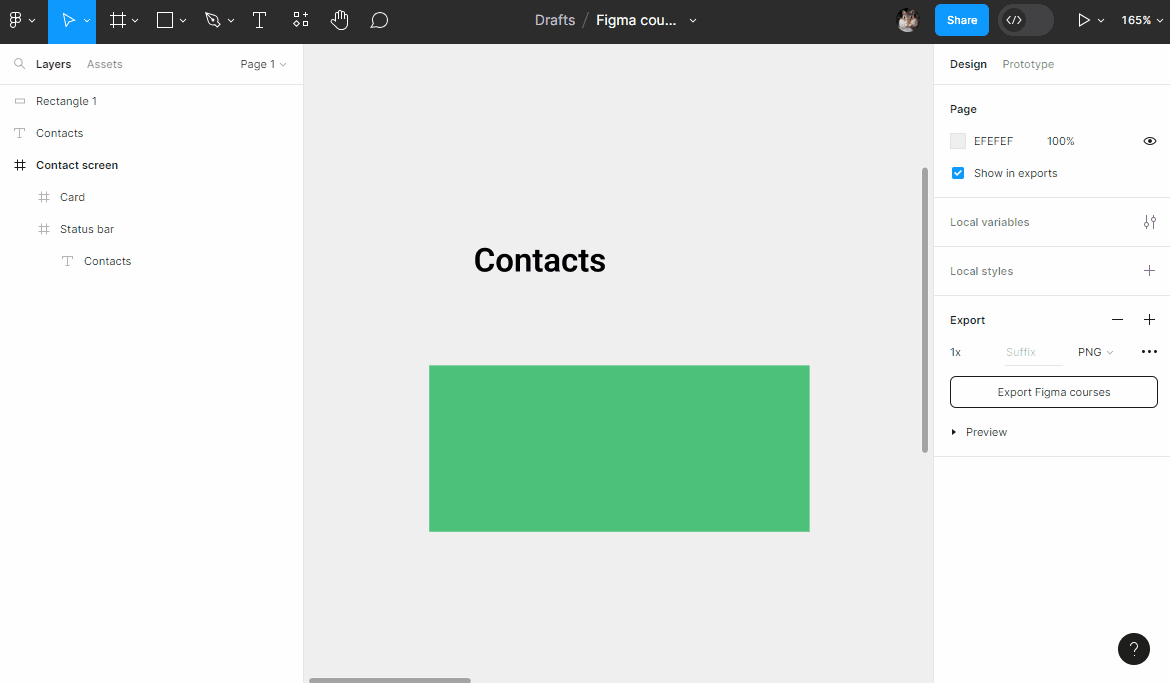 Drafts / Figma cou...
Share
165%
Layers
Assets
Page 1
Rectangle 1
Contacts
Contact screen
Card
Status bar
Contacts
Contacts
Design
Prototype
Page
EFEFEF 100%
Show in exports
Local variables
Local styles
Export
1x Suffix PNG
Export Figma courses
Preview
?